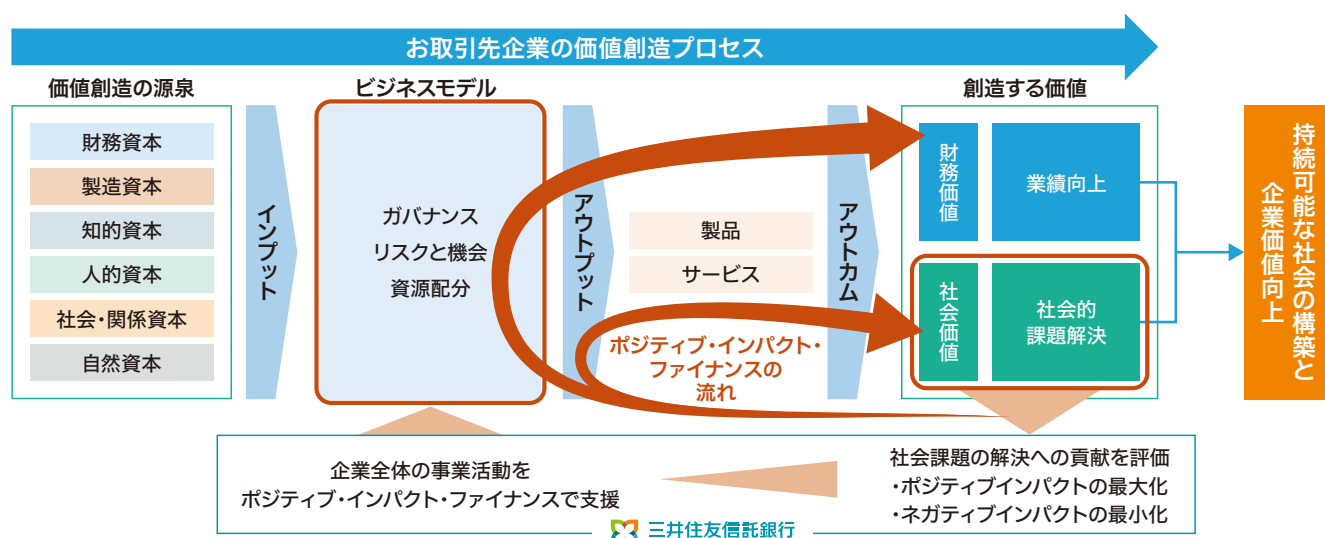 お取引先企業の価値創造プロセス
価値創造の源泉
財務資本
製造資本
知的資本
人的資本
社会・関係資本
自然資本
インプット
ビジネスモデル
ガバナンス
リスクと機会
資源配分
アウトプット
製品
サービス
ポジティブ・インパクト・
ファイナンスの
流れ
アウトカム
創造する価値
財務価値
業績向上
社会価値
社会的
課題解決
持続可能な社会の構築と
企業価値向上
企業全体の事業活動を
ポジティブ・インパクト・ファイナンスで支援
社会課題の解決への貢献を評価
・ポジティブインパクトの最大化
・ネガティブインパクトの最小化
三井住友信託銀行